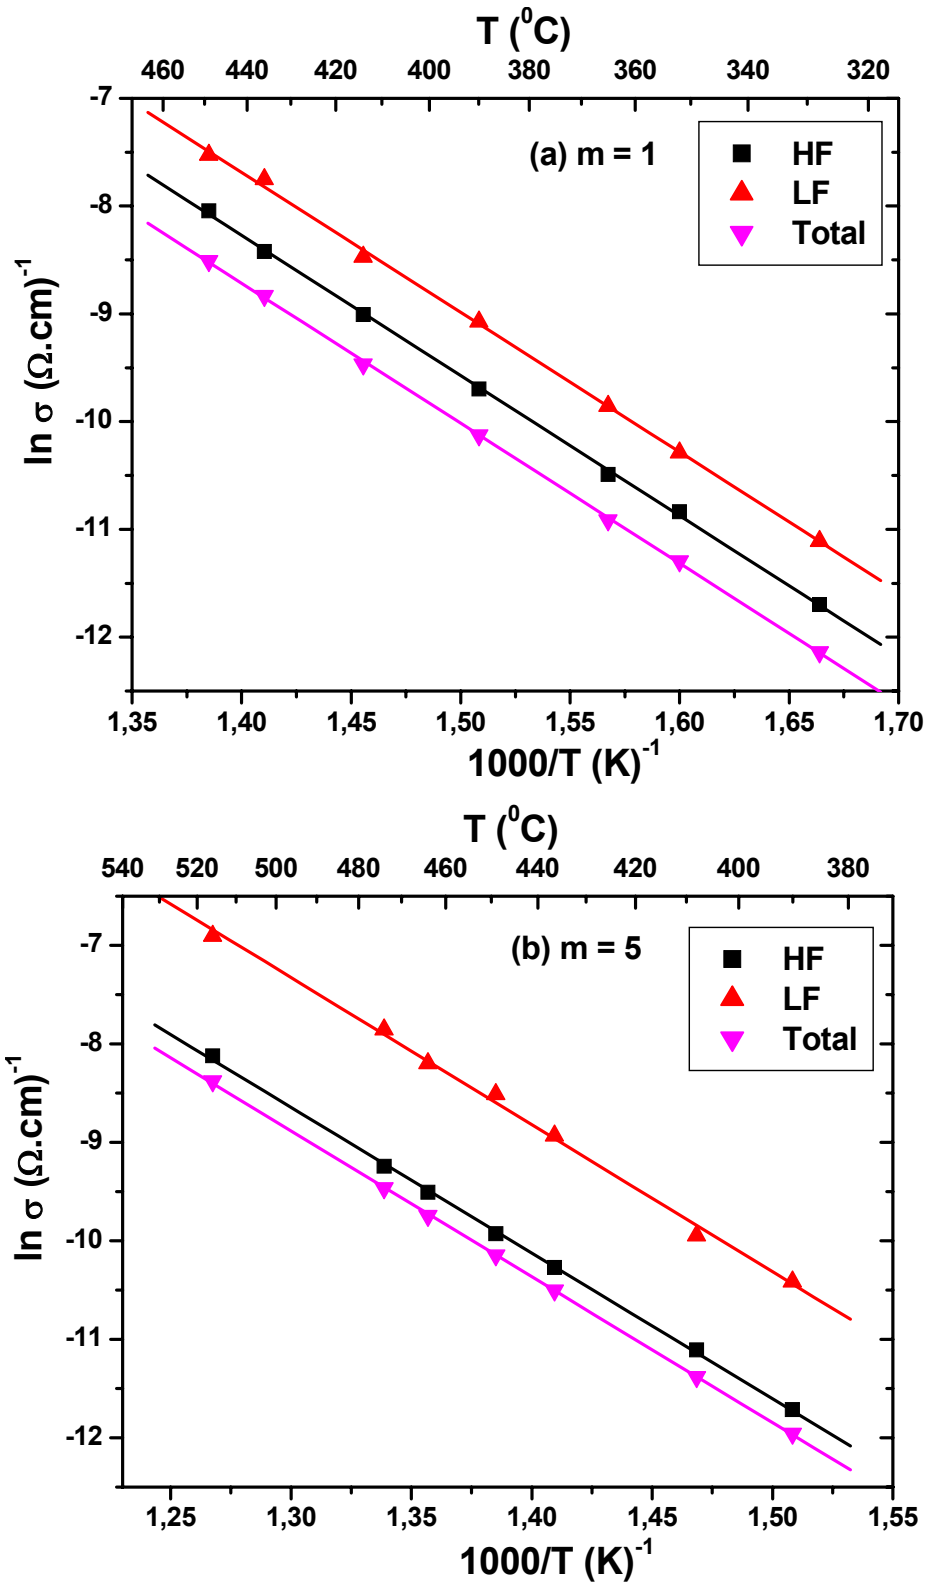 T (⁰C)
460 440 420 400 380 360 340 320
-7
-8
-9
-10
-11
-12
ln σ (Ω.cm)⁻¹
(a) m = 1
HF
LF
Total
1,35 1,40 1,45 1,50 1,55 1,60 1,65 1,70
1000/T (K)⁻¹
T (⁰C)
540 520 500 480 460 440 420 400 380
-7
-8
-9
-10
-11
-12
ln σ (Ω.cm)⁻¹
(b) m = 5
HF
LF
Total
1,25 1,30 1,35 1,40 1,45 1,50 1,55
1000/T (K)⁻¹